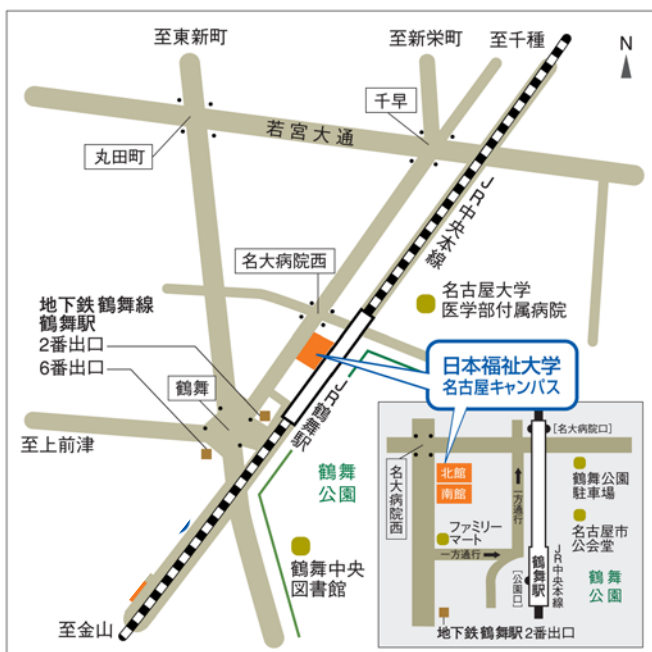 至東新町
至新栄町
至千種
N
千早
若宮大通
丸田町
JR中央本線
名大病院西
名古屋大学
医学部付属病院
地下鉄鶴舞線
鶴舞駅
2番出口
6番出口
日本福祉大学
名古屋キャンパス
鶴舞
JR鶴舞駅
至上前津
鶴舞
公園
鶴舞中央
図書館
至金山
[名大病院口]
名大病院西
北館
南館
一方通行
鶴舞公園
駐車場
ファミリー
マート
名古屋市
公会堂
一方通行
鶴舞駅
JR中央本線
[公園口]
鶴舞
公園
地下鉄鶴舞駅2番出口